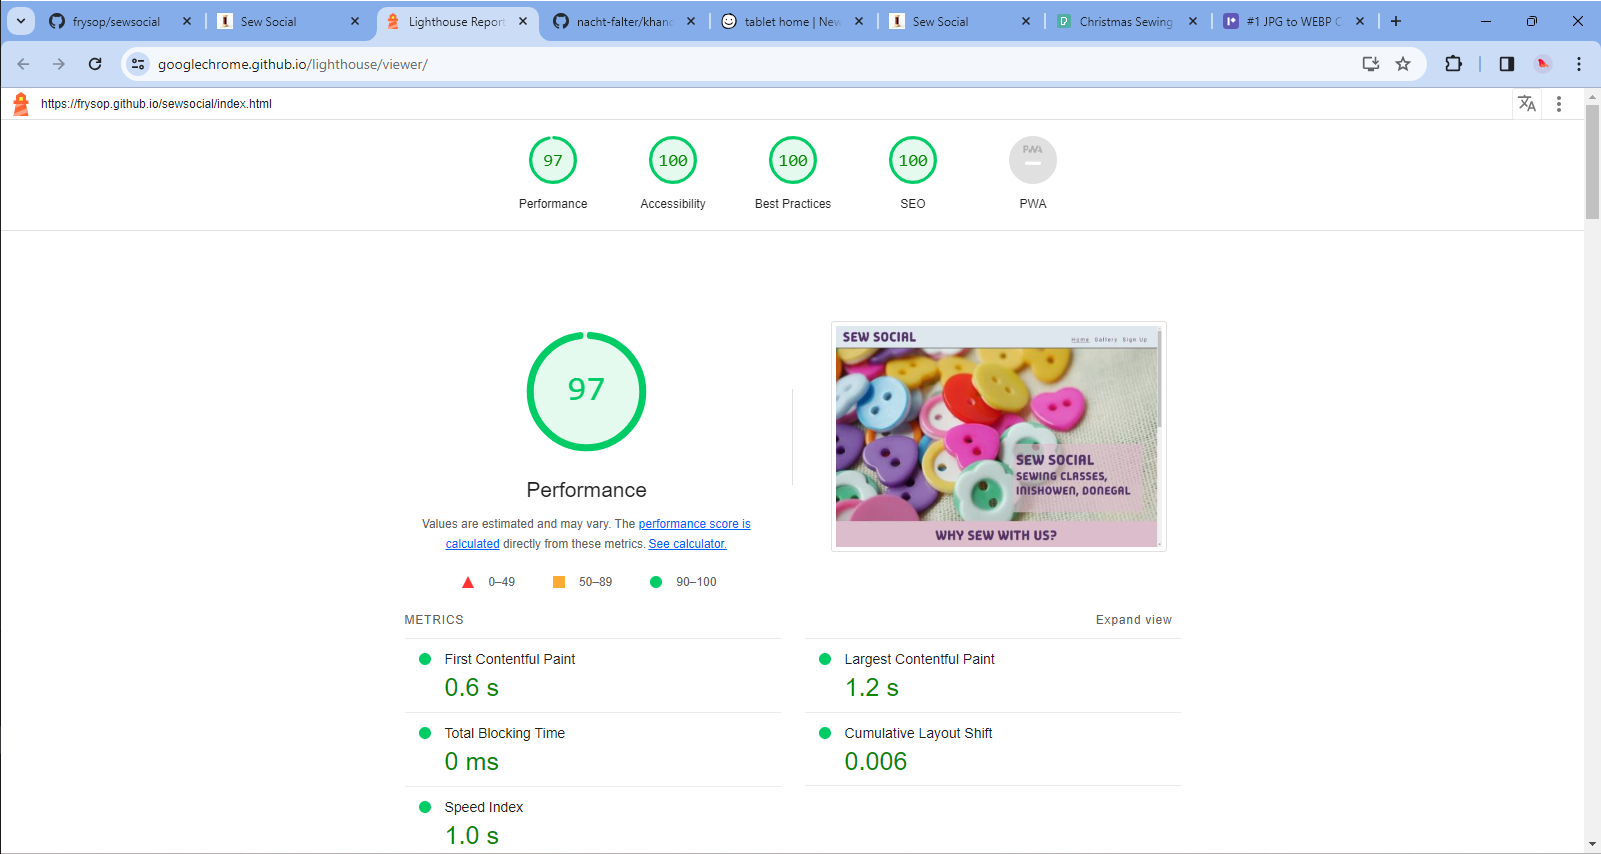 frysop/sewsocial
Sew Social
Lighthouse Report
nacht-falter/khand
tablet home | New
Sew Social
Christmas Sewing
#1 JPG to WEBP C
googlechrome.github.io/lighthouse/viewer/
https://frysop.github.io/sewsocial/index.html
97
100
100
100
PWA
Performance
Accessibility
Best Practices
SEO
PWA
97
Performance
Values are estimated and may vary. The performance score is
calculated directly from these metrics. See calculator.
0–49
50–89
90–100
SEW SOCIAL
Home Gallery Sign Up
SEW SOCIAL
SEWING CLASSES,
INISHOWEN, DONEGAL
WHY SEW WITH US?
METRICS
Expand view
First Contentful Paint
0.6 s
Largest Contentful Paint
1.2 s
Total Blocking Time
0 ms
Cumulative Layout Shift
0.006
Speed Index
1.0 s